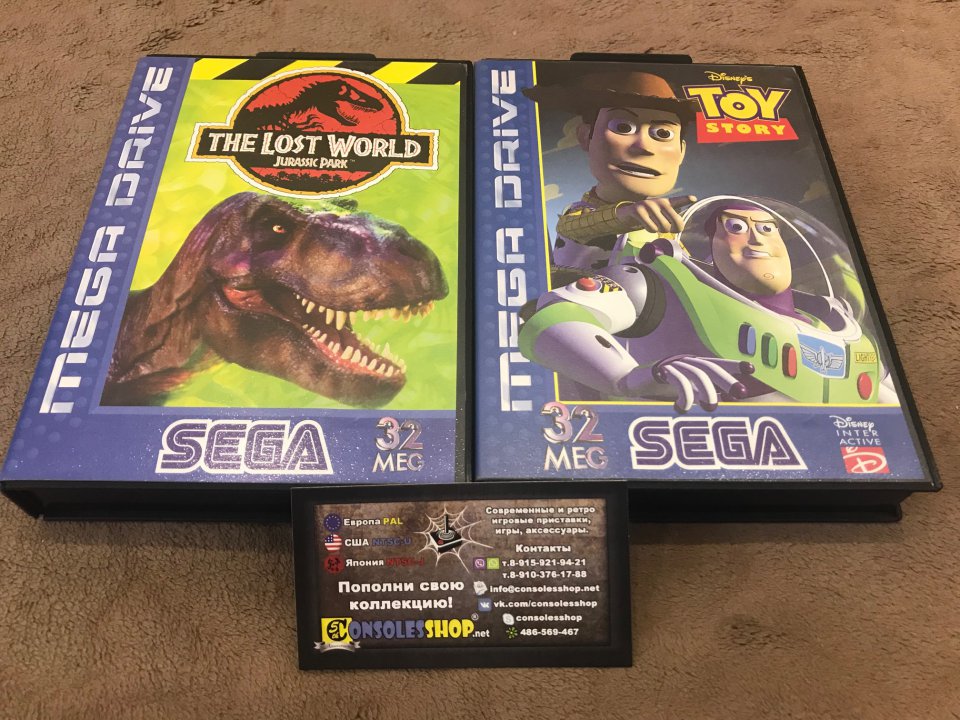 MEGA DRIVE
THE LOST WORLD
JURASSIC PARK™
SEGA
32
MEG
MEGA DRIVE
Disney's
TOY
STORY
LIGHT
32
MEG
SEGA
Disney
INTER
ACTIVE
Европа PAL
США NTSC-U
Япония NTSC-J
Пополни свою
коллекцию!
CONSOLESSHOP®.net
Современные и ретро
игровые приставки,
игры, аксессуары.
Контакты
т.8-915-921-94-21
т.8-910-376-17-88
info@consolesshop.net
vk.com/consolesshop
consolesshop
486-569-467